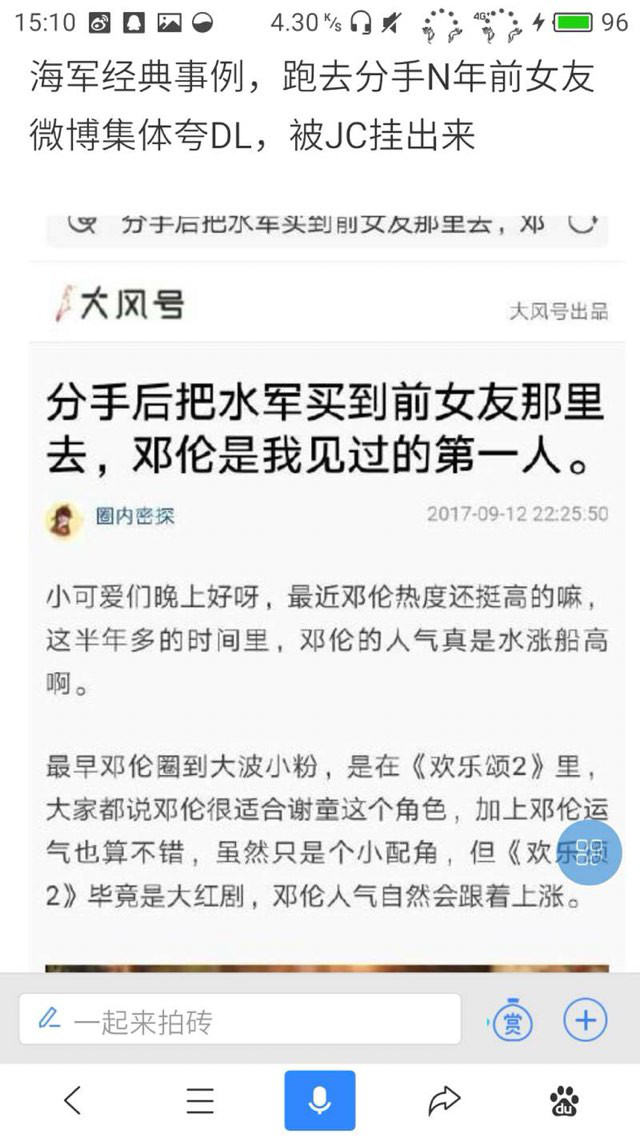 15:10 4.30 K/s 4G 96
海军经典事例，跑去分手N年前女友
微博集体夸DL，被JC挂出来
分手后把水军买到前女友那里去，邓
大风号
大风号出品
分手后把水军买到前女友那里
去，邓伦是我见过的第一人。
圈内密探
2017-09-12 22:25:50
小可爱们晚上好呀，最近邓伦热度还挺高的嘛，
这半年多的时间里，邓伦的人气真是水涨船高
啊。
最早邓伦圈到大波小粉，是在《欢乐颂2》里，
大家都说邓伦很适合谢童这个角色，加上邓伦运
气也算不错，虽然只是个小配角，但《欢乐颂
2》毕竟是大红剧，邓伦人气自然会跟着上涨。
一起来拍砖
赏
du